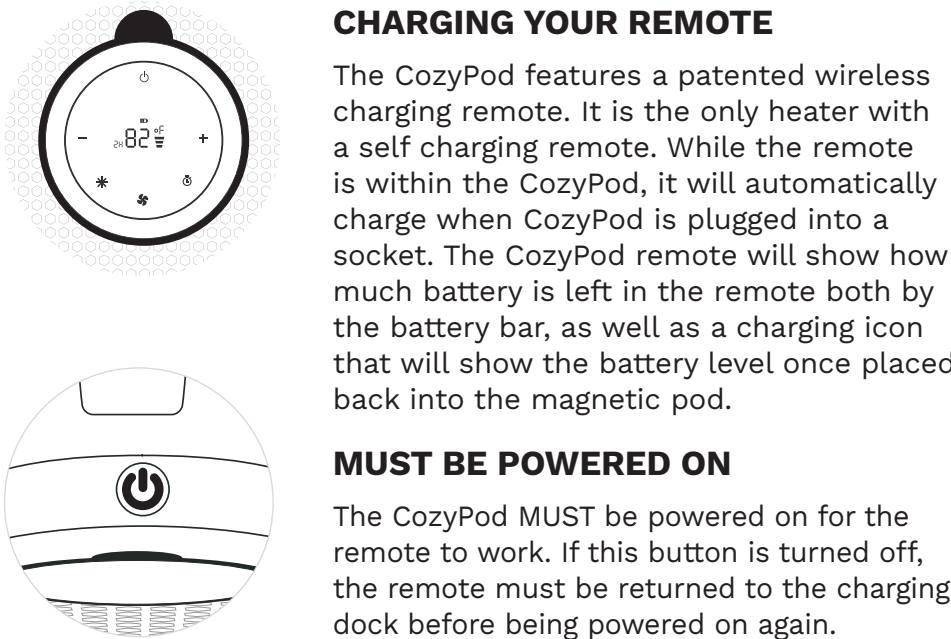 CHARGING YOUR REMOTE
The CozyPod features a patented wireless
charging remote. It is the only heater with
a self charging remote. While the remote
is within the CozyPod, it will automatically
charge when CozyPod is plugged into a
socket. The CozyPod remote will show how
much battery is left in the remote both by
the battery bar, as well as a charging icon
that will show the battery level once placed
back into the magnetic pod.
2H 82 °F
MUST BE POWERED ON
The CozyPod MUST be powered on for the
remote to work. If this button is turned off,
the remote must be returned to the charging
dock before being powered on again.